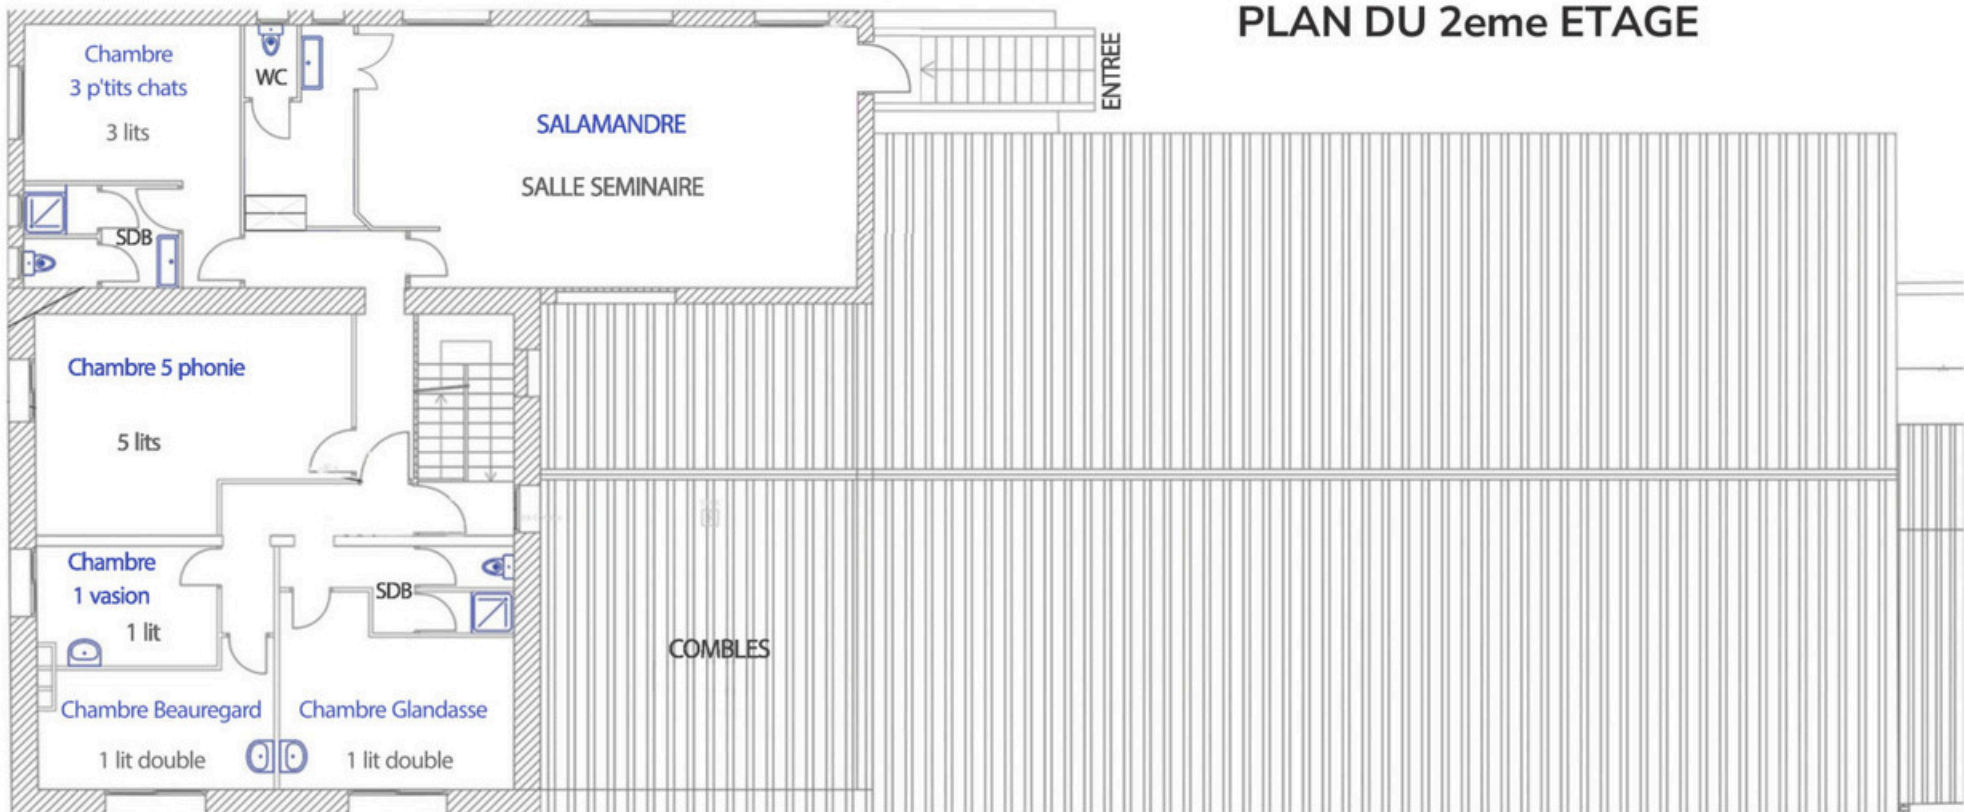 PLAN DU 2eme ETAGE
Chambre
3 p'tits chats
3 lits
WC
SDB
SALAMANDRE
SALLE SEMINAIRE
ENTREE
Chambre 5 phonie
5 lits
Chambre
1 vasion
1 lit
SDB
COMBLES
Chambre Beauregard
1 lit double
Chambre Glandasse
1 lit double